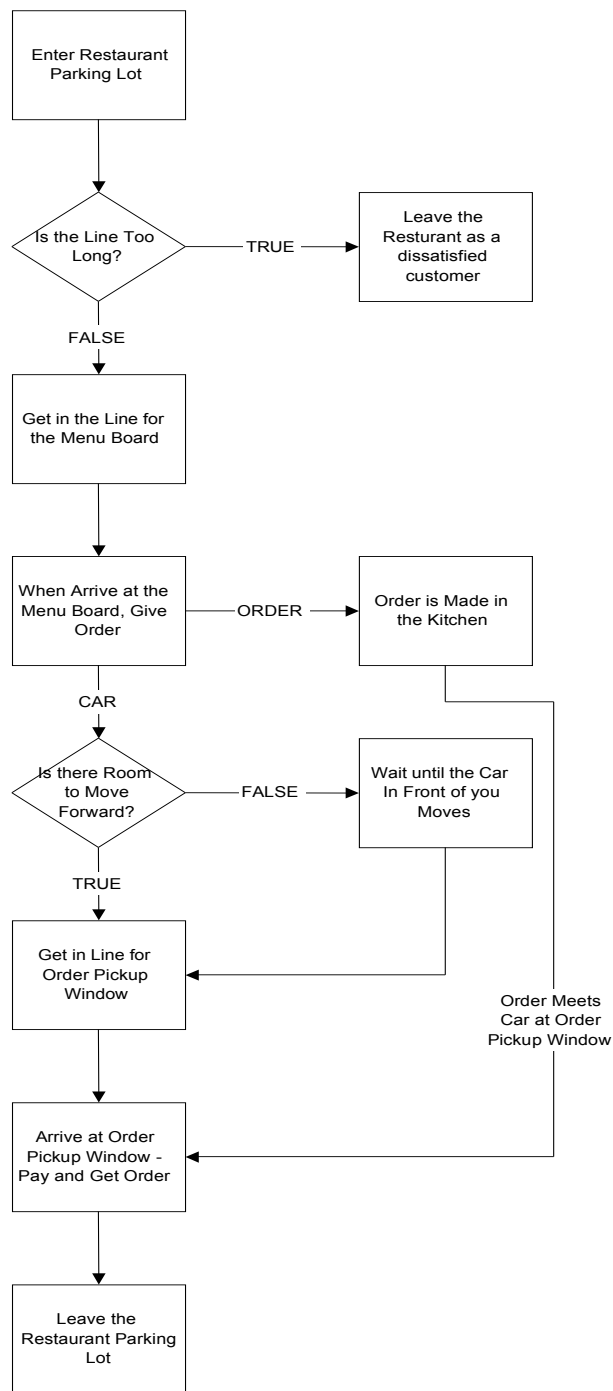 Enter Restaurant
Parking Lot
Is the Line Too
Long?
TRUE
Leave the
Resturant as a
dissatisfied
customer
FALSE
Get in the Line for
the Menu Board
When Arrive at the
Menu Board, Give
Order
ORDER
Order is Made in
the Kitchen
CAR
Is there Room
to Move
Forward?
FALSE
Wait until the Car
In Front of you
Moves
TRUE
Get in Line for
Order Pickup
Window
Order Meets
Car at Order
Pickup Window
Arrive at Order
Pickup Window -
Pay and Get Order
Leave the
Restaurant Parking
Lot